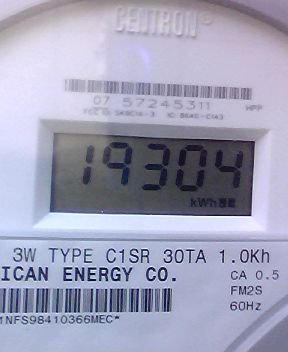 CENTRON®
07 57245311 HPP
19304
kWh
3W TYPE C1SR 30TA 1.0Kh
ICAN ENERGY CO. CA 0.5
FM2S
60Hz
1NFS98410366MEC*